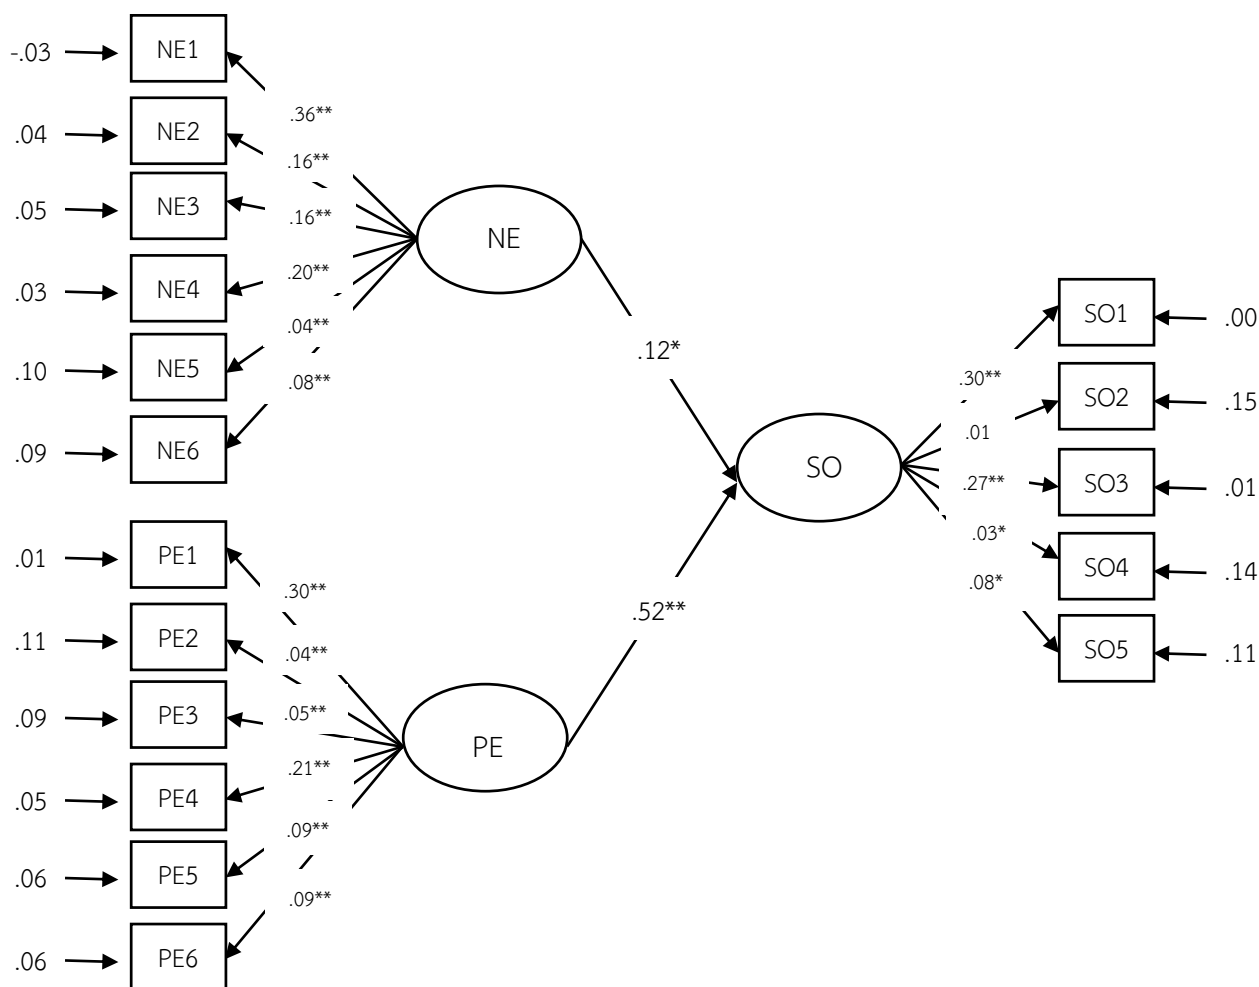 -.03 NE1
.36**
.04 NE2
.16**
.05 NE3
.16**
.03 NE4
.20**
.10 NE5
.04**
.09 NE6
.08**
NE
.12*
.01 PE1
.30**
.11 PE2
.04**
.09 PE3
.05**
.05 PE4
.21**
.06 PE5
.09**
.06 PE6
.09**
PE
.52**
SO
.30**
SO1 .00
.01
SO2 .15
.27**
SO3 .01
.03*
SO4 .14
.08*
SO5 .11